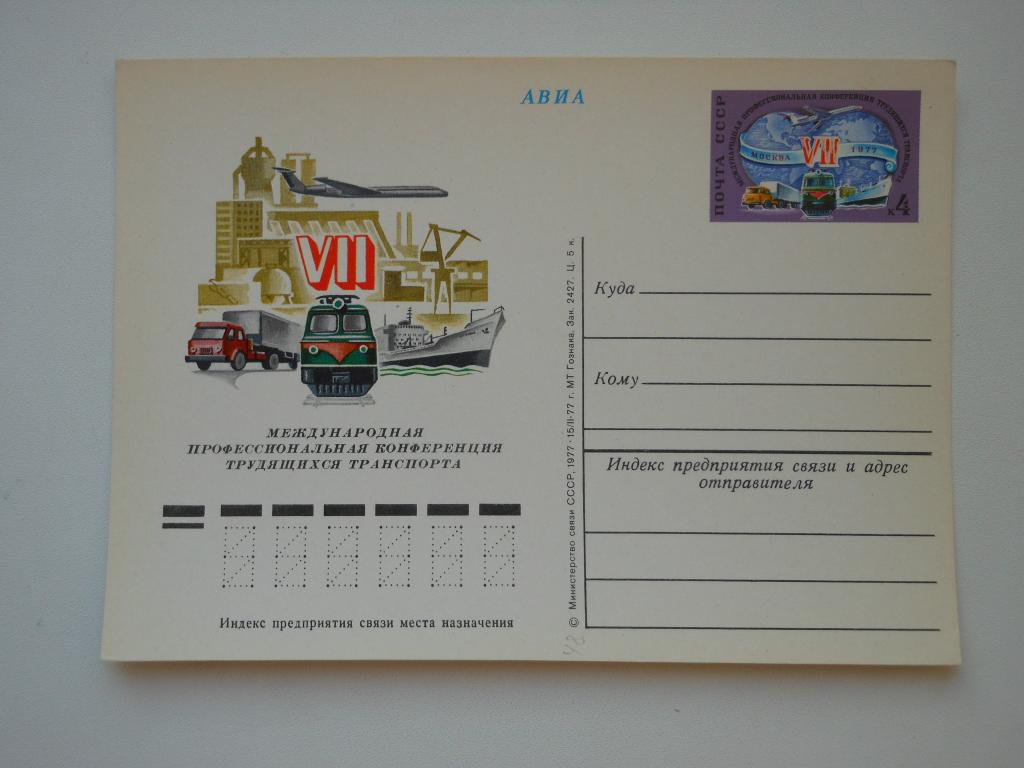 АВИА
ПОЧТА СССР
МЕЖДУНАРОДНАЯ ПРОФЕССИОНАЛЬНАЯ КОНФЕРЕНЦИЯ ТРУДЯЩИХСЯ ТРАНСПОРТА
МОСКВА VII 1977
к 4
VII
МЕЖДУНАРОДНАЯ
ПРОФЕССИОНАЛЬНАЯ КОНФЕРЕНЦИЯ
ТРУДЯЩИХСЯ ТРАНСПОРТА
Индекс предприятия связи места назначения
© Министерство связи СССР, 1977 · 15/II-77 г. МТ Гознака. Зак. 2427. Ц. 5 к.
Куда
Кому
Индекс предприятия связи и адрес
отправителя
48